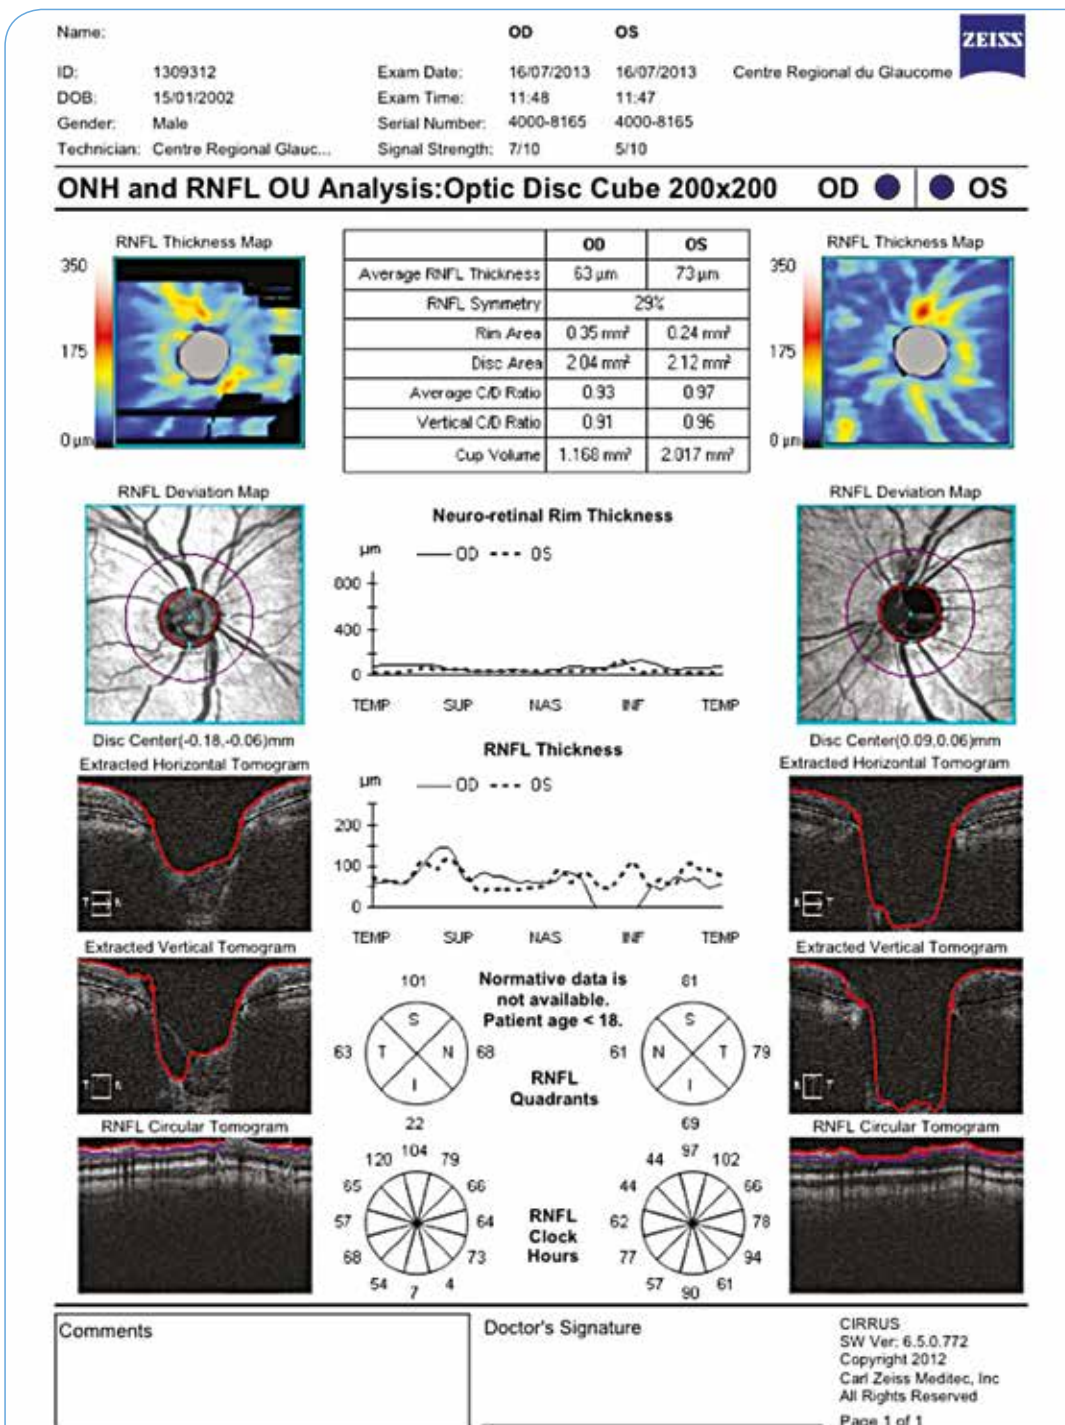 Name:
OD OS
ZEISS
ID: 1309312 Exam Date: 16/07/2013 16/07/2013 Centre Regional du Glaucome
DOB: 15/01/2002 Exam Time: 11:48 11:47
Gender: Male Serial Number: 4000-8165 4000-8165
Technician: Centre Regional Glauc... Signal Strength: 7/10 5/10
ONH and RNFL OU Analysis:Optic Disc Cube 200x200 OD OS
RNFL Thickness Map
350
175
0 µm
OD OS
Average RNFL Thickness 63 µm 73 µm
RNFL Symmetry 29%
Rim Area 0.35 mm² 0.24 mm²
Disc Area 2.04 mm² 2.12 mm²
Average C/D Ratio 0.93 0.97
Vertical C/D Ratio 0.91 0.96
Cup Volume 1.168 mm³ 2.017 mm³
RNFL Thickness Map
350
175
0 µm
RNFL Deviation Map
Disc Center(-0.18,-0.06)mm
Neuro-retinal Rim Thickness
µm OD OS
800
400
0
TEMP SUP NAS INF TEMP
RNFL Deviation Map
Disc Center(0.09,0.06)mm
Extracted Horizontal Tomogram
T N
RNFL Thickness
µm OD OS
200
100
0
TEMP SUP NAS INF TEMP
Extracted Horizontal Tomogram
N T
Extracted Vertical Tomogram
Normative data is
not available.
Patient age < 18.
Extracted Vertical Tomogram
101
S
63 T N 68
I
22
RNFL
Quadrants
81
S
61 N T 79
I
69
RNFL Circular Tomogram
120 104 79
65 66
57 64
68 73
54 7 4
RNFL
Clock
Hours
44 97 102
44 66
62 78
77 94
57 90 61
RNFL Circular Tomogram
Comments
Doctor's Signature
CIRRUS
SW Ver: 6.5.0.772
Copyright 2012
Carl Zeiss Meditec, Inc
All Rights Reserved
Page 1 of 1